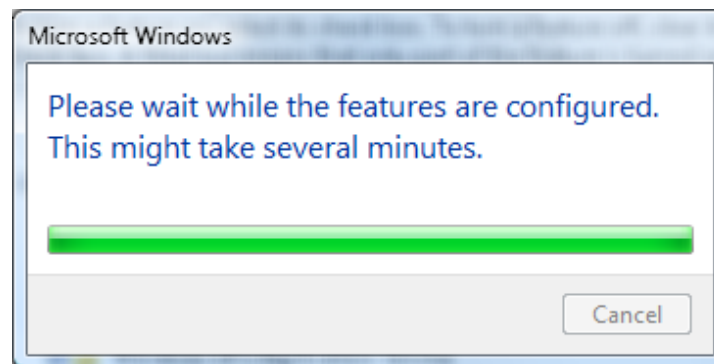 Microsoft Windows
Please wait while the features are configured.
This might take several minutes.
Cancel